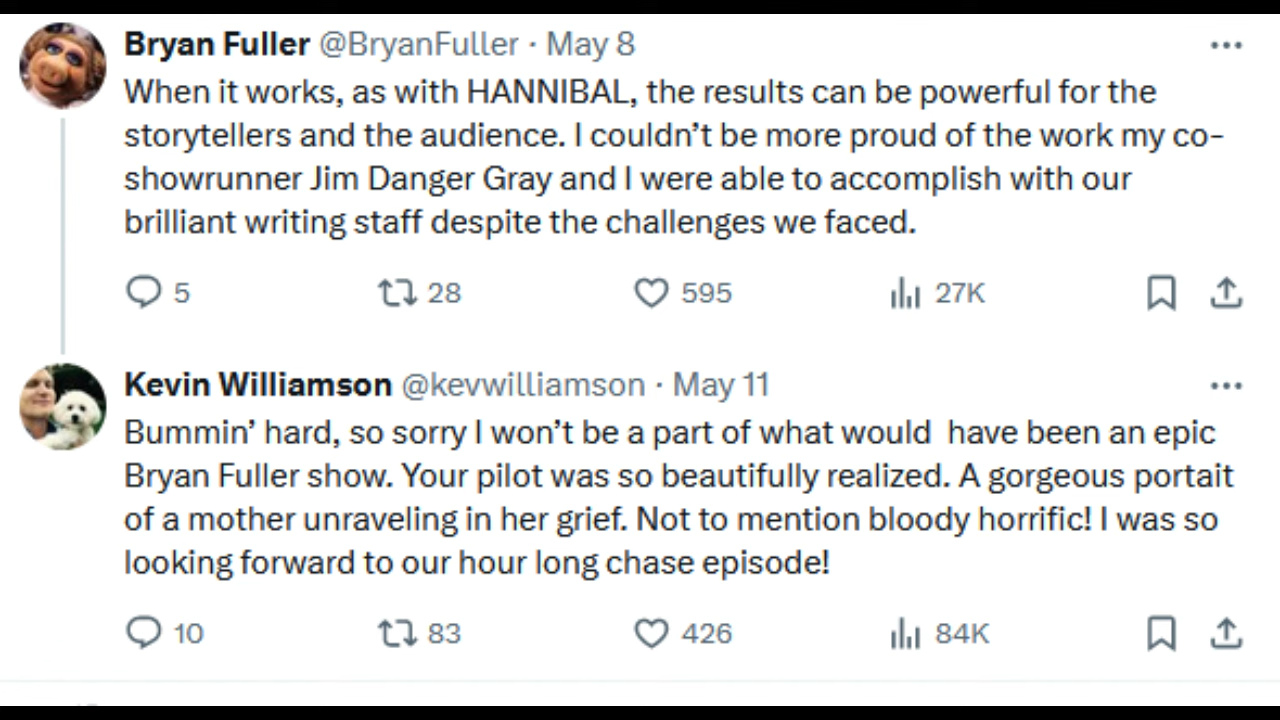 Bryan Fuller @BryanFuller · May 8
When it works, as with HANNIBAL, the results can be powerful for the
storytellers and the audience. I couldn’t be more proud of the work my co-
showrunner Jim Danger Gray and I were able to accomplish with our
brilliant writing staff despite the challenges we faced.
5 28 595 27K
Kevin Williamson @kevwilliamson · May 11
Bummin’ hard, so sorry I won’t be a part of what would  have been an epic
Bryan Fuller show. Your pilot was so beautifully realized. A gorgeous portait
of a mother unraveling in her grief. Not to mention bloody horrific! I was so
looking forward to our hour long chase episode!
10 83 426 84K